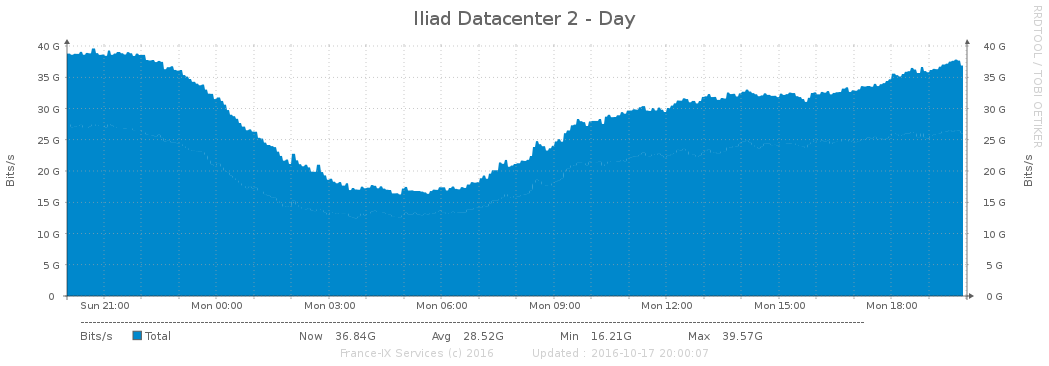 Iliad Datacenter 2 - Day
RRDTOOL / TOBI OETIKER
40 G 40 G
35 G 35 G
30 G 30 G
25 G 25 G
20 G 20 G
15 G 15 G
10 G 10 G
5 G 5 G
0 0 G
Bits/s
Bits/s
Sun 21:00 Mon 00:00 Mon 03:00 Mon 06:00 Mon 09:00 Mon 12:00 Mon 15:00 Mon 18:00
Bits/s Total Now 36.84G Avg 28.52G Min 16.21G Max 39.57G
France-IX Services (c) 2016 Updated : 2016-10-17 20:00:07